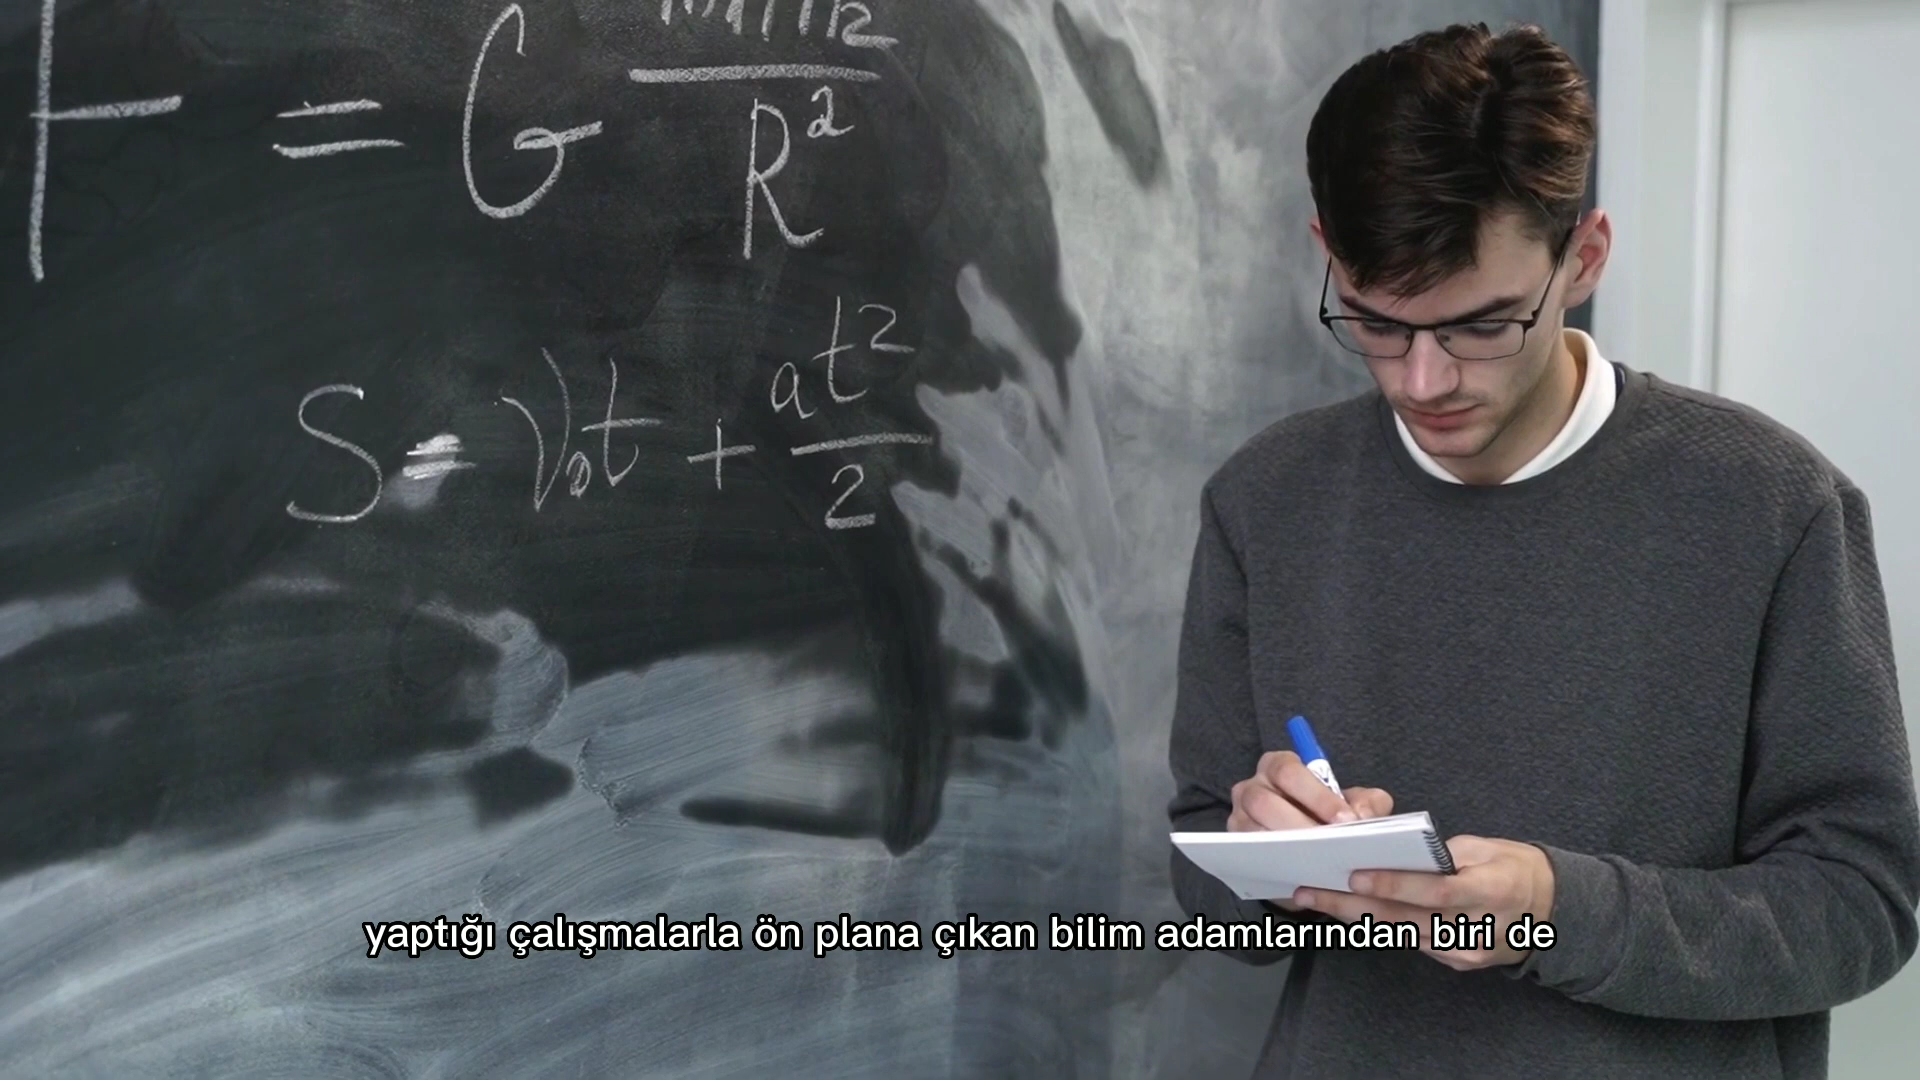 F = G m1m2 / R²
S = V₀t + at² / 2
yaptığı çalışmalarla ön plana çıkan bilim adamlarından biri de